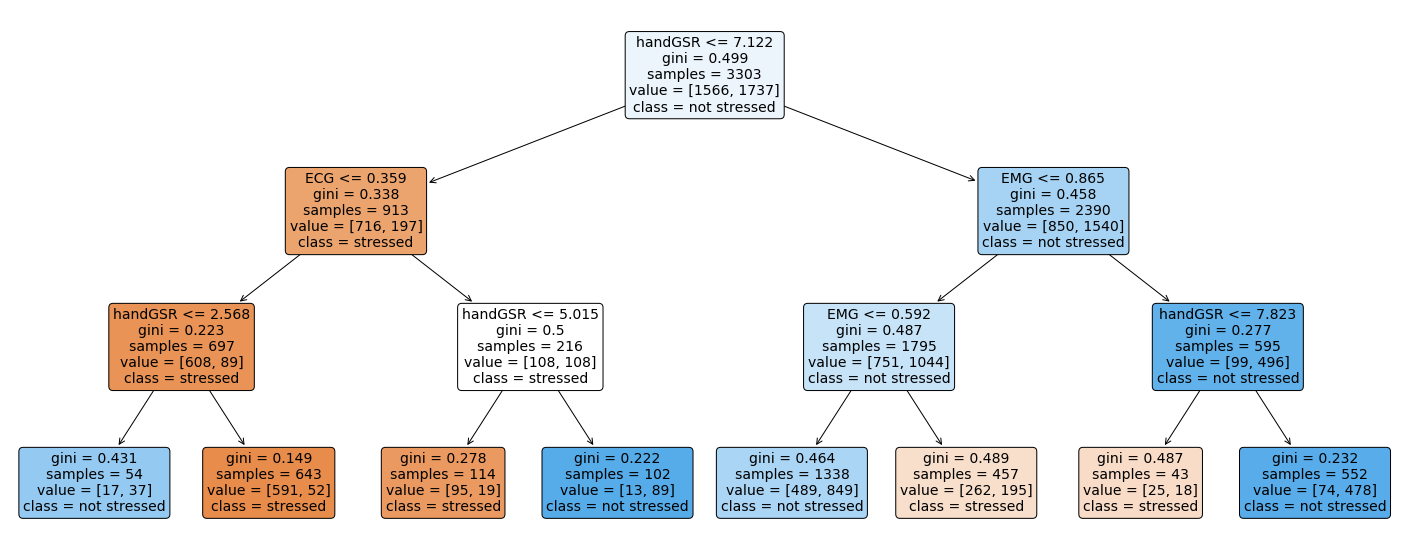 handGSR <= 7.122
gini = 0.499
samples = 3303
value = [1566, 1737]
class = not stressed
ECG <= 0.359
gini = 0.338
samples = 913
value = [716, 197]
class = stressed
EMG <= 0.865
gini = 0.458
samples = 2390
value = [850, 1540]
class = not stressed
handGSR <= 2.568
gini = 0.223
samples = 697
value = [608, 89]
class = stressed
handGSR <= 5.015
gini = 0.5
samples = 216
value = [108, 108]
class = stressed
EMG <= 0.592
gini = 0.487
samples = 1795
value = [751, 1044]
class = not stressed
handGSR <= 7.823
gini = 0.277
samples = 595
value = [99, 496]
class = not stressed
gini = 0.431
samples = 54
value = [17, 37]
class = not stressed
gini = 0.149
samples = 643
value = [591, 52]
class = stressed
gini = 0.278
samples = 114
value = [95, 19]
class = stressed
gini = 0.222
samples = 102
value = [13, 89]
class = not stressed
gini = 0.464
samples = 1338
value = [489, 849]
class = not stressed
gini = 0.489
samples = 457
value = [262, 195]
class = stressed
gini = 0.487
samples = 43
value = [25, 18]
class = stressed
gini = 0.232
samples = 552
value = [74, 478]
class = not stressed